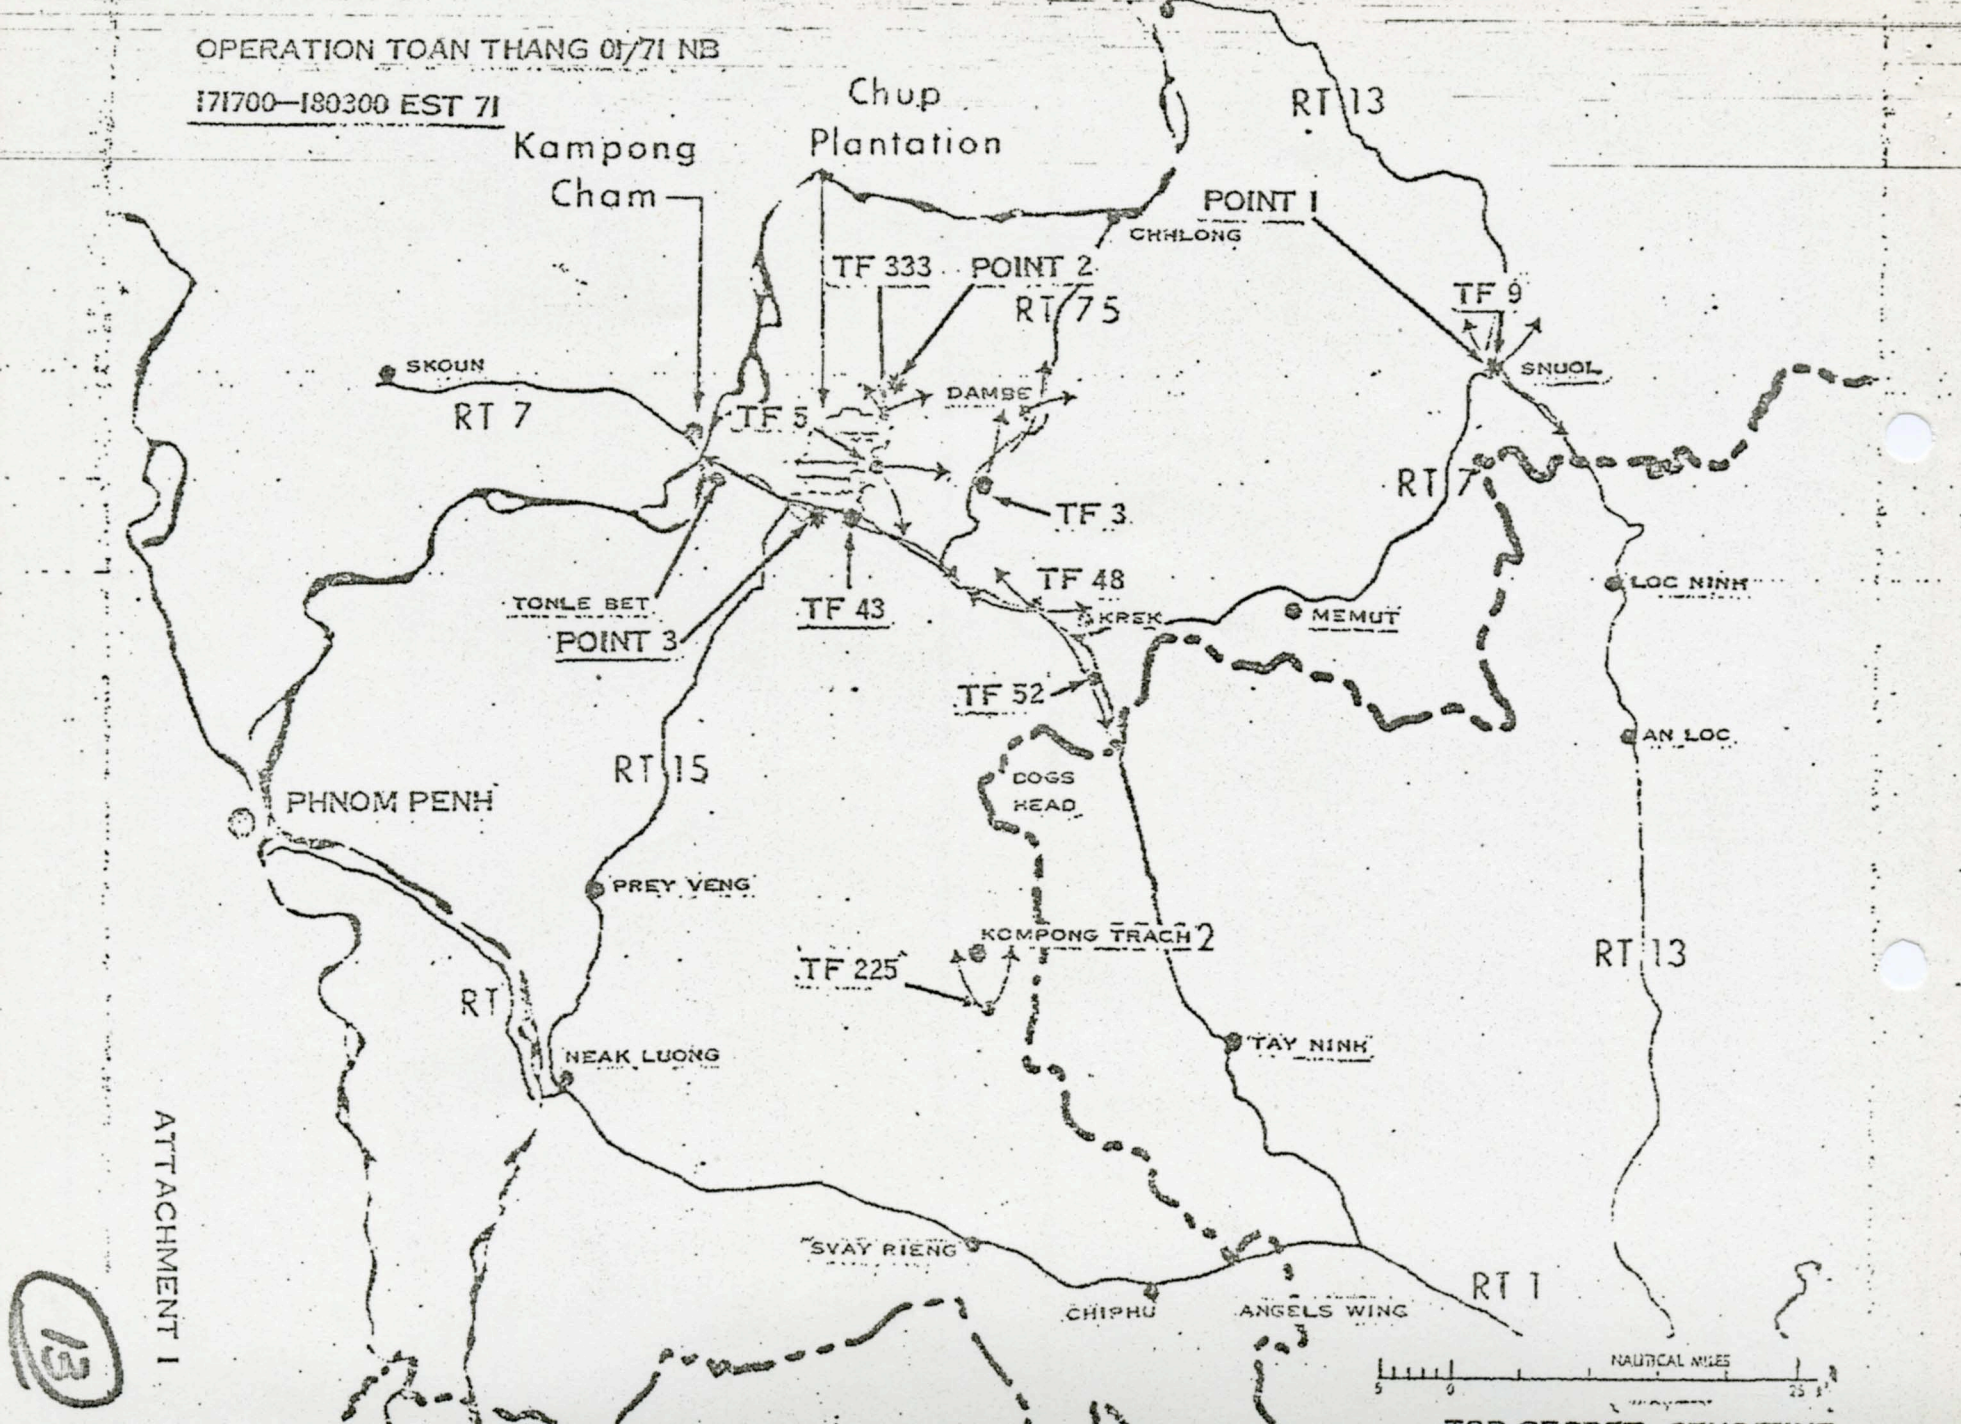 OPERATION TOAN THANG 01/71 NB
171700—180300 EST 71
Chup
Plantation
Kampong
Cham
RT 13
POINT 1
CHHLONG
TF 333
POINT 2
RT 75
TF 9
SNUOL
SKOUN
RT 7
TF 5
DAMBE
RT 7
TF 3
TF 48
LOC NINH
TONLE BET
TF 43
KREK
MEMUT
POINT 3
TF 52
AN LOC
RT 15
DOGS
HEAD
PHNOM PENH
PREY VENG
KOMPONG TRACH 2
TF 225
RT 13
RT
NEAK LUONG
TAY NINH
SVAY RIENG
RT 1
CHIPHU
ANGELS WING
ATTACHMENT 1
13
NAUTICAL MILES
5 0 25